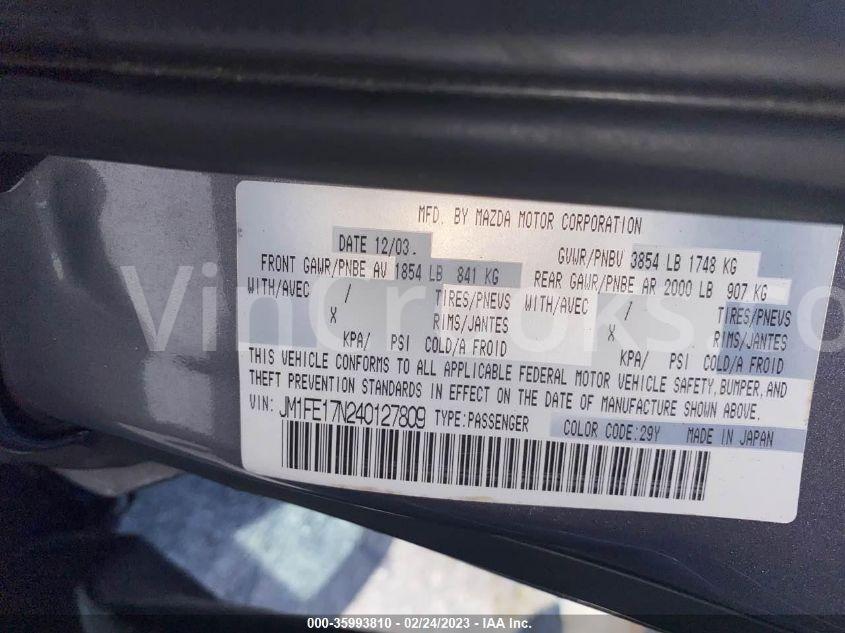 MFD. BY MAZDA MOTOR CORPORATION
DATE 12/03. GVWR/PNBV 3854 LB 1748 KG
FRONT GAWR/PNBE AV 1854 LB 841 KG REAR GAWR/PNBE AR 2000 LB 907 KG
WITH/AVEC / TIRES/PNEUS WITH/AVEC / TIRES/PNEUS
X RIMS/JANTES X RIMS/JANTES
KPA/ PSI COLD/A FROID KPA/ PSI COLD/A FROID
THIS VEHICLE CONFORMS TO ALL APPLICABLE FEDERAL MOTOR VEHICLE SAFETY, BUMPER, AND
THEFT PREVENTION STANDARDS IN EFFECT ON THE DATE OF MANUFACTURE SHOWN ABOVE.
VIN: JM1FE17N240127809 TYPE:PASSENGER COLOR CODE:29Y MADE IN JAPAN
000-35993810 - 02/24/2023 - IAA Inc.